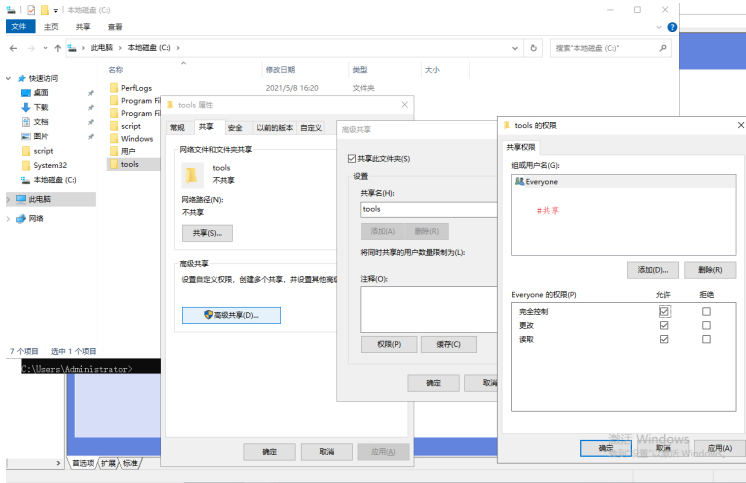 本地磁盘 (C:)
文件 主页 共享 查看
此电脑 > 本地磁盘 (C:) >
搜索"本地磁盘 (C:)"
快速访问
桌面
下载
文档
图片
script
System32
本地磁盘 (C:)
此电脑
网络
名称 修改日期 类型 大小
PerfLogs 2021/5/8 16:20 文件夹
Program Fi
Program Fi
script
Windows
用户
tools
7 个项目 选中 1 个项目
C:\Users\Administrator>
首选项 扩展 标准
tools 属性
常规 共享 安全 以前的版本 自定义
网络文件和文件夹共享
tools
不共享
网络路径(N):
不共享
共享(S)...
高级共享
设置自定义权限，创建多个共享，并设置其他高级
高级共享(D)...
确定 取消 应用(A)
高级共享
共享此文件夹(S)
设置
共享名(H):
tools
添加(A) 删除(R)
将同时共享的用户数量限制为(L):
注释(O):
权限(P) 缓存(C)
确定 取消
tools 的权限
共享权限
组或用户名(G):
Everyone
#共享
添加(D)... 删除(R)
Everyone 的权限(P) 允许 拒绝
完全控制
更改
读取
激活 Windows
确定 取消 应用(A)